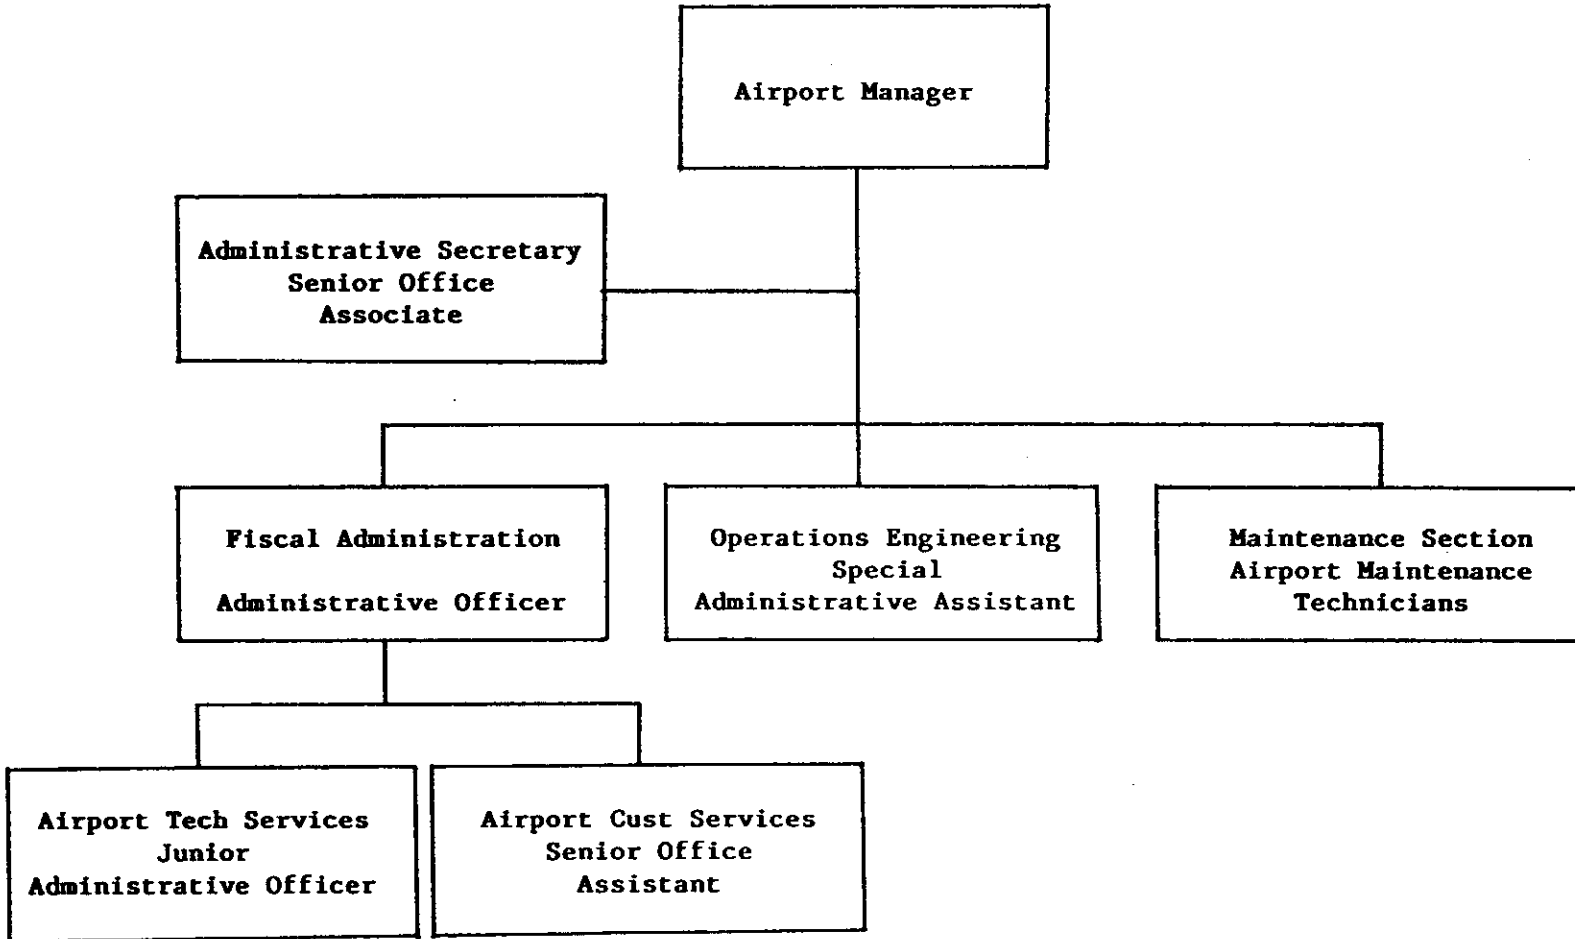 Airport Manager
Administrative Secretary
Senior Office
Associate
Fiscal Administration
Administrative Officer
Operations Engineering
Special
Administrative Assistant
Maintenance Section
Airport Maintenance
Technicians
Airport Tech Services
Junior
Administrative Officer
Airport Cust Services
Senior Office
Assistant